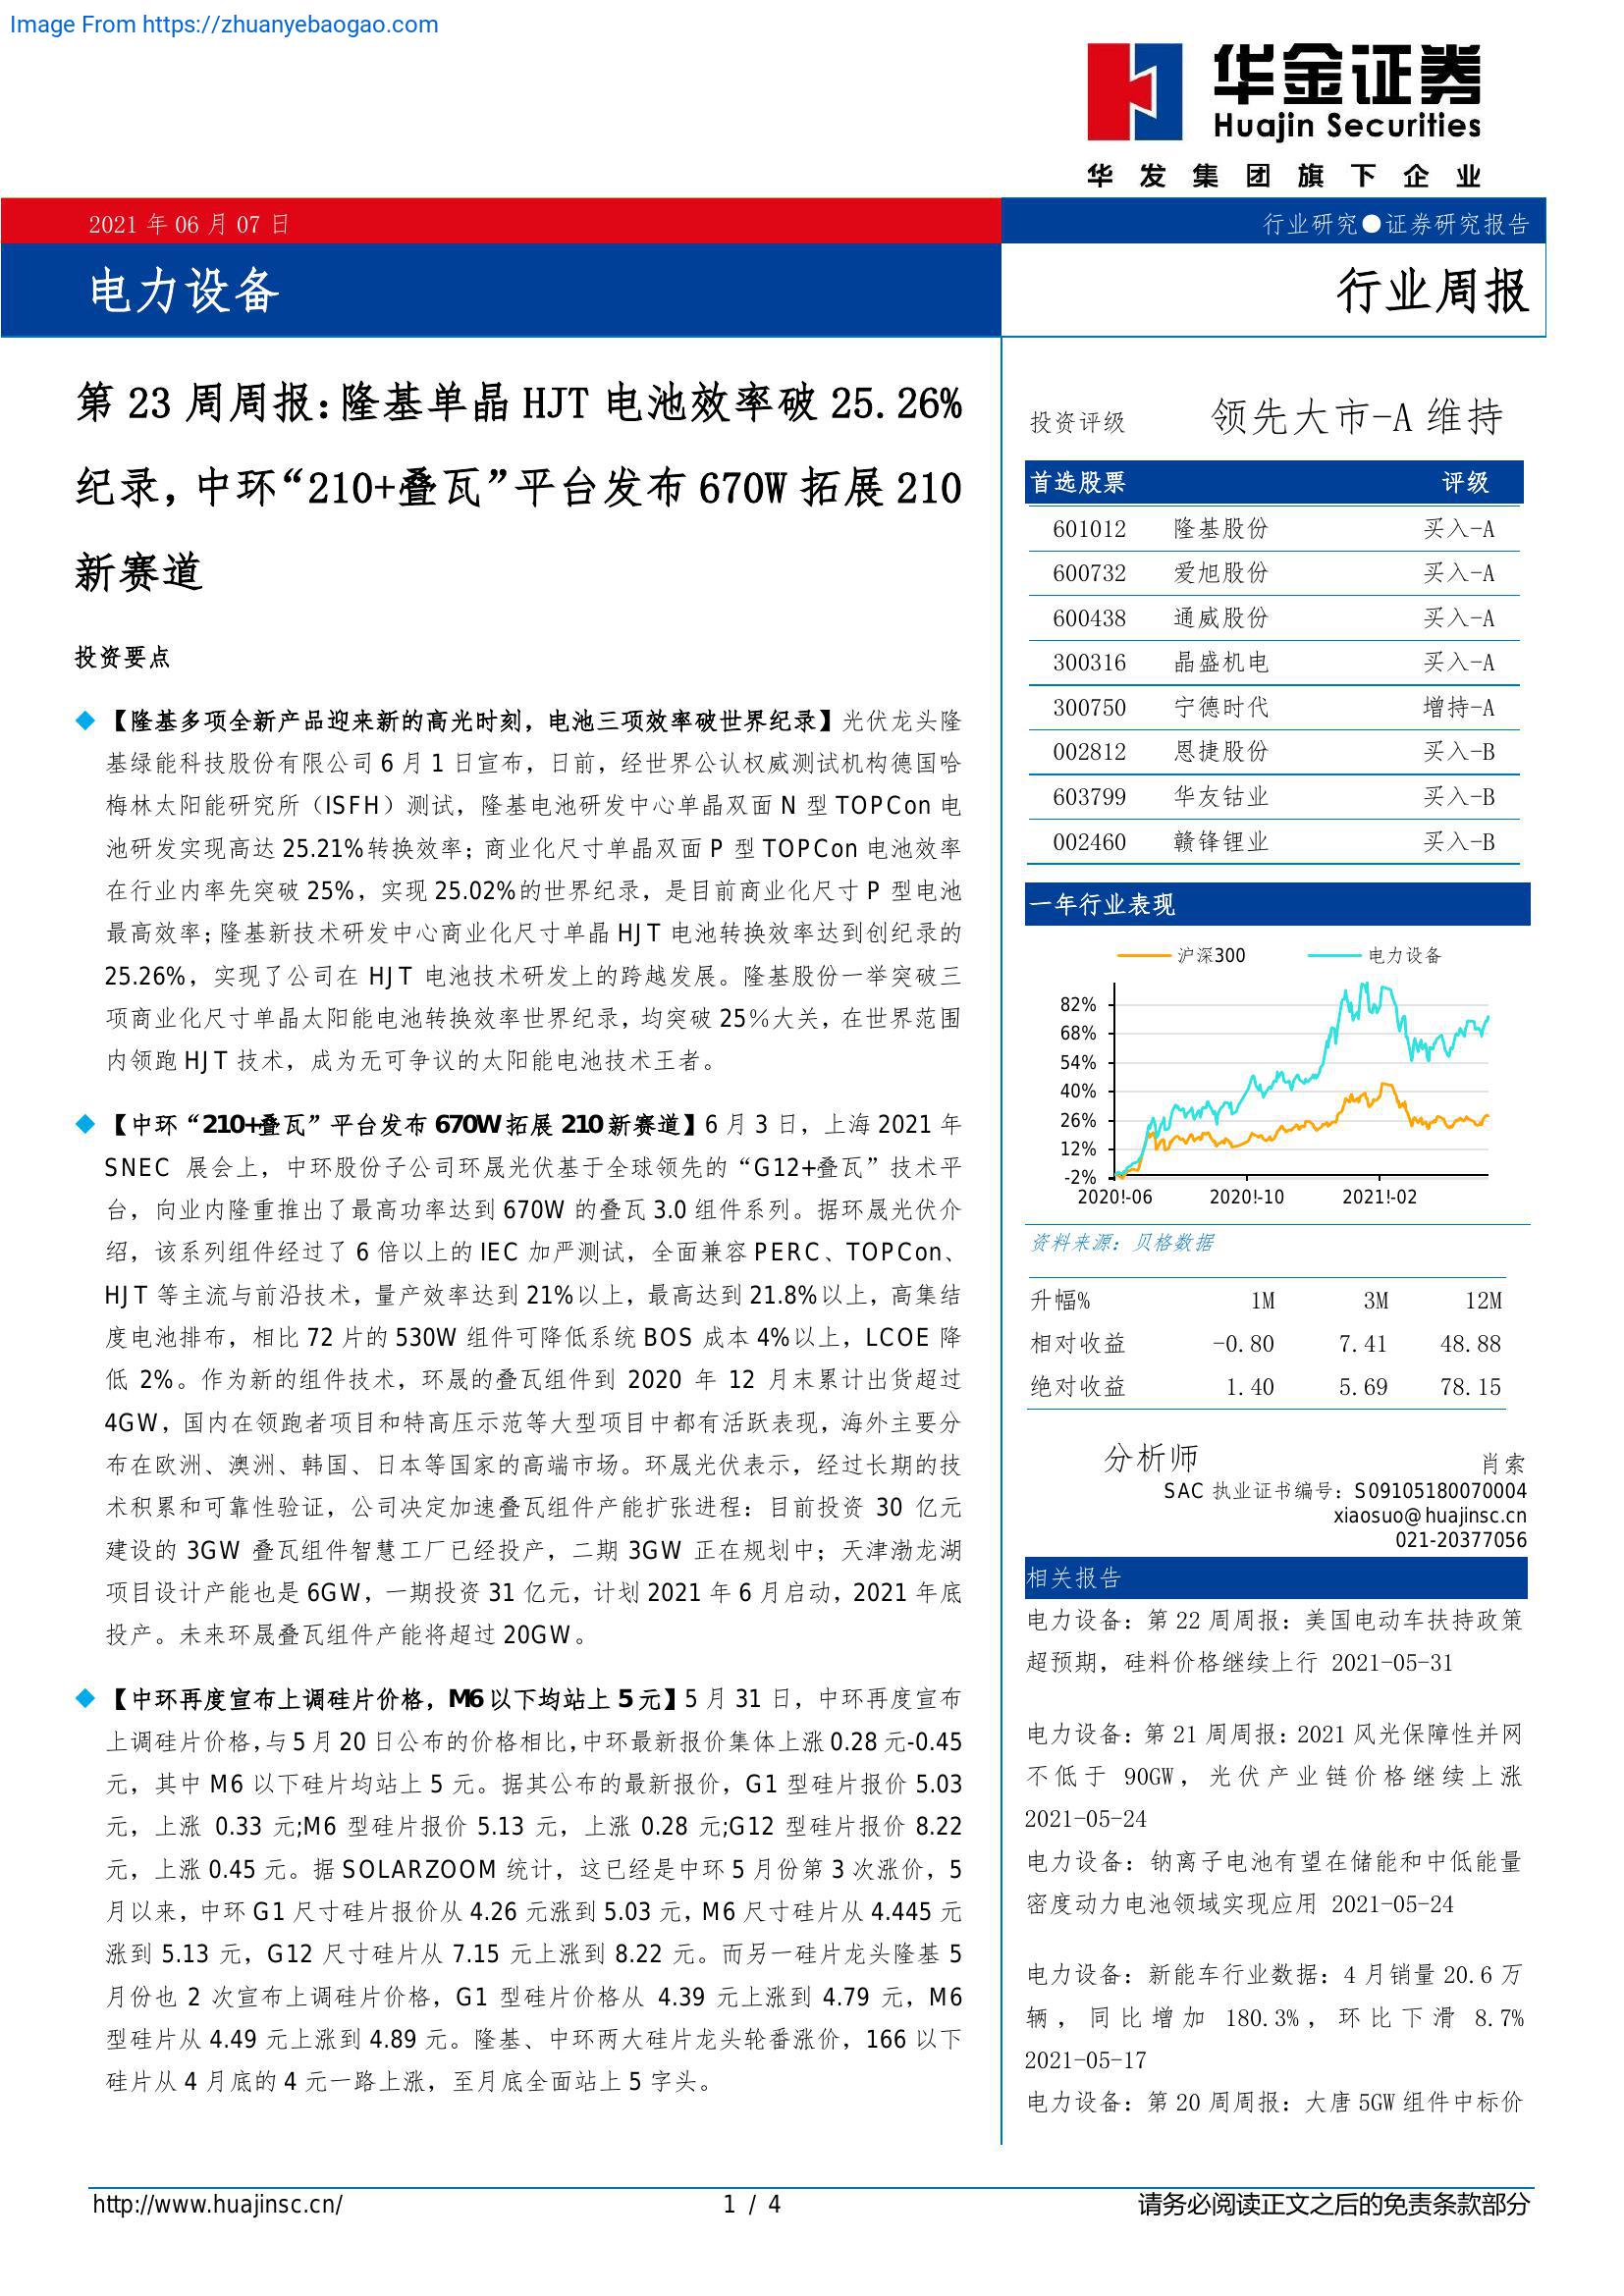 Image From https://zhuanyebaogao.com
华金证券
Huajin Securities
华发集团旗下企业
2021 年 06 月 07 日
行业研究●证券研究报告
电力设备
行业周报
第 23 周周报：隆基单晶 HJT 电池效率破 25.26%
纪录，中环“210+叠瓦”平台发布 670W 拓展 210
新赛道
投资要点
【隆基多项全新产品迎来新的高光时刻，电池三项效率破世界纪录】光伏龙头隆
基绿能科技股份有限公司 6 月 1 日宣布，日前，经世界公认权威测试机构德国哈
梅林太阳能研究所（ISFH）测试，隆基电池研发中心单晶双面 N 型 TOPCon 电
池研发实现高达 25.21%转换效率；商业化尺寸单晶双面 P 型 TOPCon 电池效率
在行业内率先突破 25%，实现 25.02%的世界纪录，是目前商业化尺寸 P 型电池
最高效率；隆基新技术研发中心商业化尺寸单晶 HJT 电池转换效率达到创纪录的
25.26%，实现了公司在 HJT 电池技术研发上的跨越发展。隆基股份一举突破三
项商业化尺寸单晶太阳能电池转换效率世界纪录，均突破 25%大关，在世界范围
内领跑 HJT 技术，成为无可争议的太阳能电池技术王者。
【中环“210+叠瓦”平台发布 670W 拓展 210 新赛道】6 月 3 日，上海 2021 年
SNEC 展会上，中环股份子公司环晟光伏基于全球领先的“G12+叠瓦”技术平
台，向业内隆重推出了最高功率达到 670W 的叠瓦 3.0 组件系列。据环晟光伏介
绍，该系列组件经过了 6 倍以上的 IEC 加严测试，全面兼容 PERC、TOPCon、
HJT 等主流与前沿技术，量产效率达到 21%以上，最高达到 21.8%以上，高集结
度电池排布，相比 72 片的 530W 组件可降低系统 BOS 成本 4%以上，LCOE 降
低 2%。作为新的组件技术，环晟的叠瓦组件到 2020 年 12 月末累计出货超过
4GW，国内在领跑者项目和特高压示范等大型项目中都有活跃表现，海外主要分
布在欧洲、澳洲、韩国、日本等国家的高端市场。环晟光伏表示，经过长期的技
术积累和可靠性验证，公司决定加速叠瓦组件产能扩张进程：目前投资 30 亿元
建设的 3GW 叠瓦组件智慧工厂已经投产，二期 3GW 正在规划中；天津渤龙湖
项目设计产能也是 6GW，一期投资 31 亿元，计划 2021 年 6 月启动，2021 年底
投产。未来环晟叠瓦组件产能将超过 20GW。
【中环再度宣布上调硅片价格，M6 以下均站上 5 元】5 月 31 日，中环再度宣布
上调硅片价格，与 5 月 20 日公布的价格相比，中环最新报价集体上涨 0.28 元-0.45
元，其中 M6 以下硅片均站上 5 元。据其公布的最新报价，G1 型硅片报价 5.03
元，上涨 0.33 元;M6 型硅片报价 5.13 元，上涨 0.28 元;G12 型硅片报价 8.22
元，上涨 0.45 元。据 SOLARZOOM 统计，这已经是中环 5 月份第 3 次涨价，5
月以来，中环 G1 尺寸硅片报价从 4.26 元涨到 5.03 元，M6 尺寸硅片从 4.445 元
涨到 5.13 元，G12 尺寸硅片从 7.15 元上涨到 8.22 元。而另一硅片龙头隆基 5
月份也 2 次宣布上调硅片价格，G1 型硅片价格从 4.39 元上涨到 4.79 元，M6
型硅片从 4.49 元上涨到 4.89 元。隆基、中环两大硅片龙头轮番涨价，166 以下
硅片从 4 月底的 4 元一路上涨，至月底全面站上 5 字头。
投资评级 领先大市-A 维持
首选股票 评级
601012 隆基股份 买入-A
600732 爱旭股份 买入-A
600438 通威股份 买入-A
300316 晶盛机电 买入-A
300750 宁德时代 增持-A
002812 恩捷股份 买入-B
603799 华友钴业 买入-B
002460 赣锋锂业 买入-B
一年行业表现
沪深300 电力设备
82%
68%
54%
40%
26%
12%
-2%
2020!-06 2020!-10 2021!-02
资料来源：贝格数据
升幅% 1M 3M 12M
相对收益 -0.80 7.41 48.88
绝对收益 1.40 5.69 78.15
分析师 肖索
SAC 执业证书编号：S09105180070004
xiaosuo@huajinsc.cn
021-20377056
相关报告
电力设备：第 22 周周报：美国电动车扶持政策
超预期，硅料价格继续上行 2021-05-31
电力设备：第 21 周周报：2021 风光保障性并网
不低于 90GW，光伏产业链价格继续上涨
2021-05-24
电力设备：钠离子电池有望在储能和中低能量
密度动力电池领域实现应用 2021-05-24
电力设备：新能车行业数据：4 月销量 20.6 万
辆，同比增加 180.3%，环比下滑 8.7%
2021-05-17
电力设备：第 20 周周报：大唐 5GW 组件中标价
http://www.huajinsc.cn/
1 / 4
请务必阅读正文之后的免责条款部分